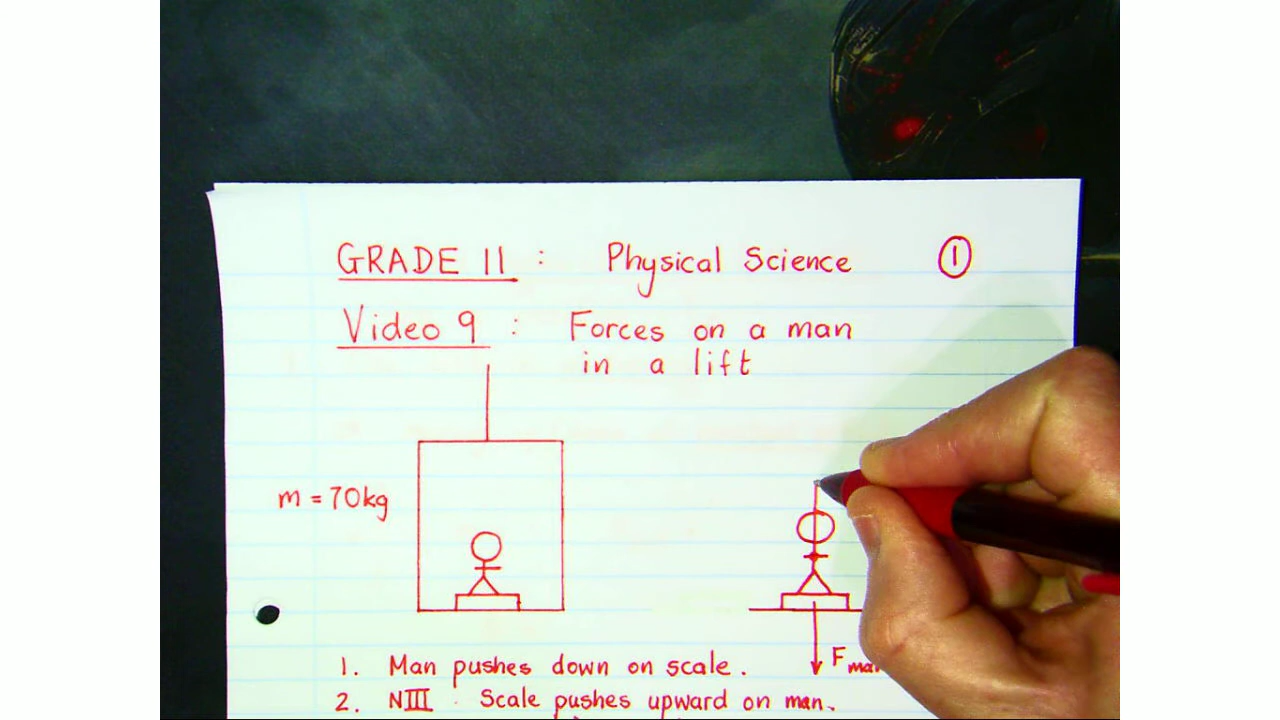 GRADE 11 : Physical Science 1
Video 9 : Forces on a man
in a lift
m = 70kg
1. Man pushes down on scale.
2. NIII. Scale pushes upward on man.